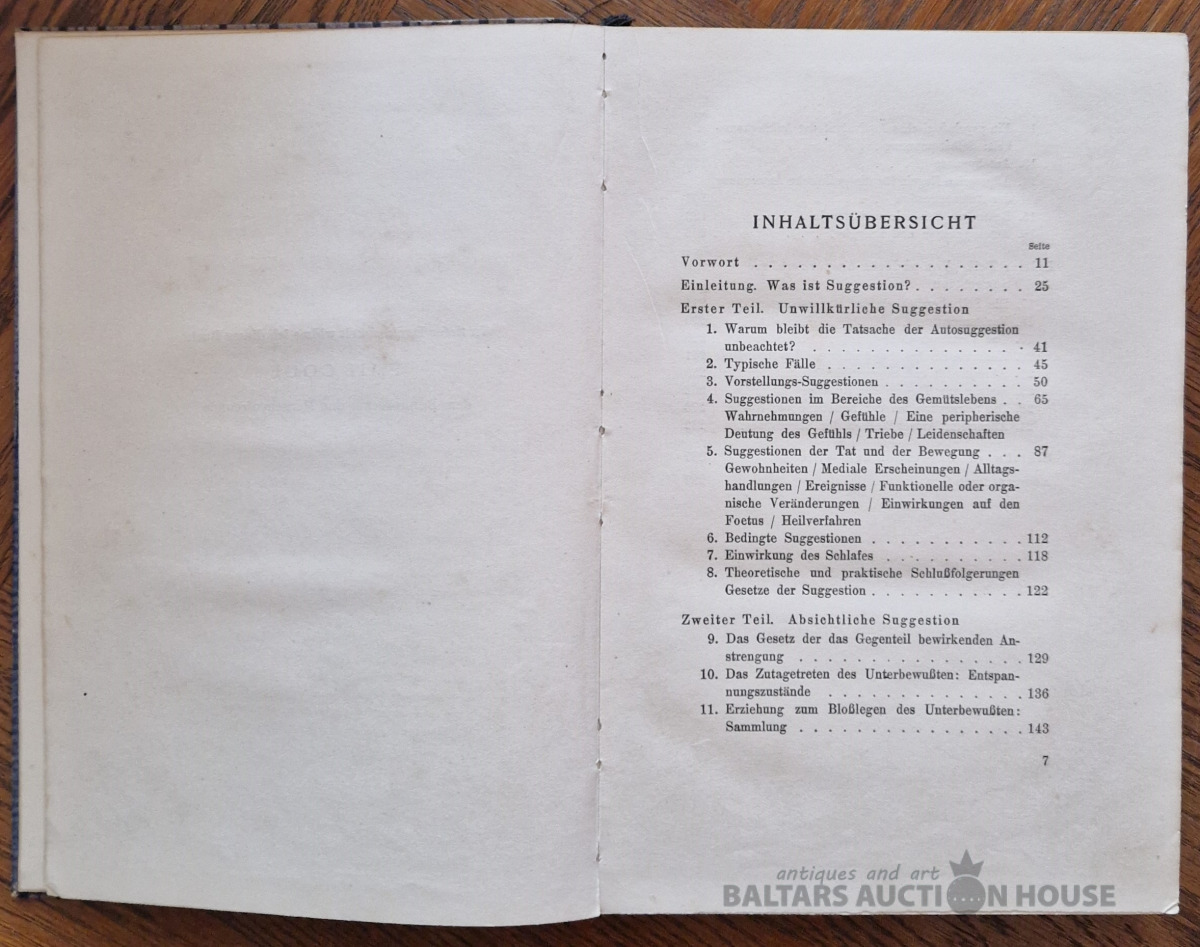 INHALTSÜBERSICHT
Seite
Vorwort . . . . . . . . . . . . . . . . . . . 11
Einleitung. Was ist Suggestion? . . . . . . . . 25
Erster Teil. Unwillkürliche Suggestion
1. Warum bleibt die Tatsache der Autosuggestion
unbeachtet? . . . . . . . . . . . . . . . 41
2. Typische Fälle . . . . . . . . . . . . . . 45
3. Vorstellungs-Suggestionen . . . . . . . . . . 50
4. Suggestionen im Bereiche des Gemütslebens . . 65
Wahrnehmungen / Gefühle / Eine peripherische
Deutung des Gefühls / Triebe / Leidenschaften
5. Suggestionen der Tat und der Bewegung . . . 87
Gewohnheiten / Mediale Erscheinungen / Alltags-
handlungen / Ereignisse / Funktionelle oder orga-
nische Veränderungen / Einwirkungen auf den
Foetus / Heilverfahren
6. Bedingte Suggestionen . . . . . . . . . . . 112
7. Einwirkung des Schlafes . . . . . . . . . . 118
8. Theoretische und praktische Schlußfolgerungen
Gesetze der Suggestion . . . . . . . . . . . 122
Zweiter Teil. Absichtliche Suggestion
9. Das Gesetz der das Gegenteil bewirkenden An-
strengung . . . . . . . . . . . . . . . . 129
10. Das Zutagetreten des Unterbewußten: Entspan-
nungszustände . . . . . . . . . . . . . . 136
11. Erziehung zum Bloßlegen des Unterbewußten:
Sammlung . . . . . . . . . . . . . . . . 143
7
antiques and art
BALTARS AUCTION HOUSE